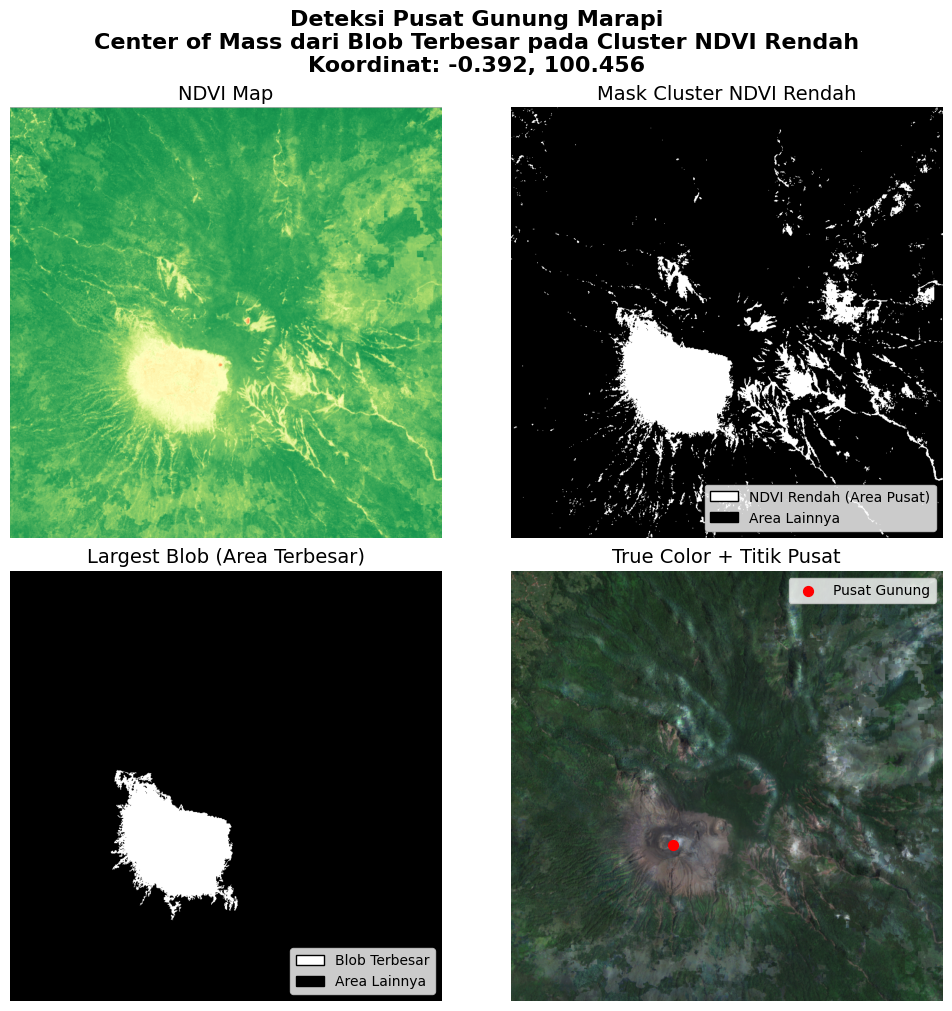 Deteksi Pusat Gunung Marapi
Center of Mass dari Blob Terbesar pada Cluster NDVI Rendah
Koordinat: -0.392, 100.456
NDVI Map
Mask Cluster NDVI Rendah
NDVI Rendah (Area Pusat)
Area Lainnya
Largest Blob (Area Terbesar)
True Color + Titik Pusat
Blob Terbesar
Area Lainnya
Pusat Gunung